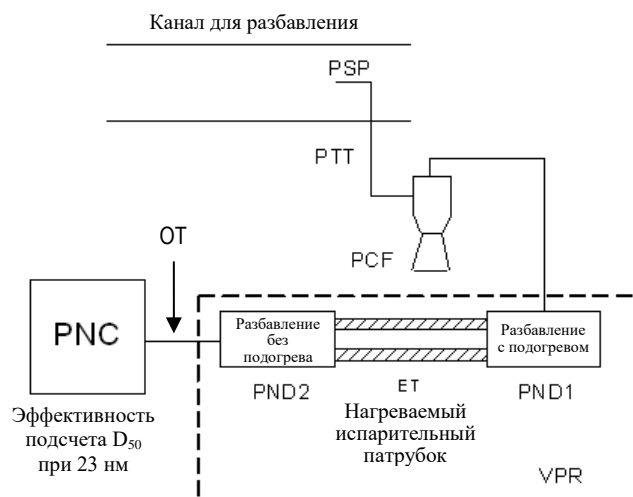 Канал для разбавления
PSP
PTT
PCF
OT
PNC
Разбавление
без
подогрева
Разбавление
с подогревом
PND2
ET
PND1
Эффективность
подсчета D₅₀
при 23 нм
Нагреваемый
испарительный
патрубок
VPR